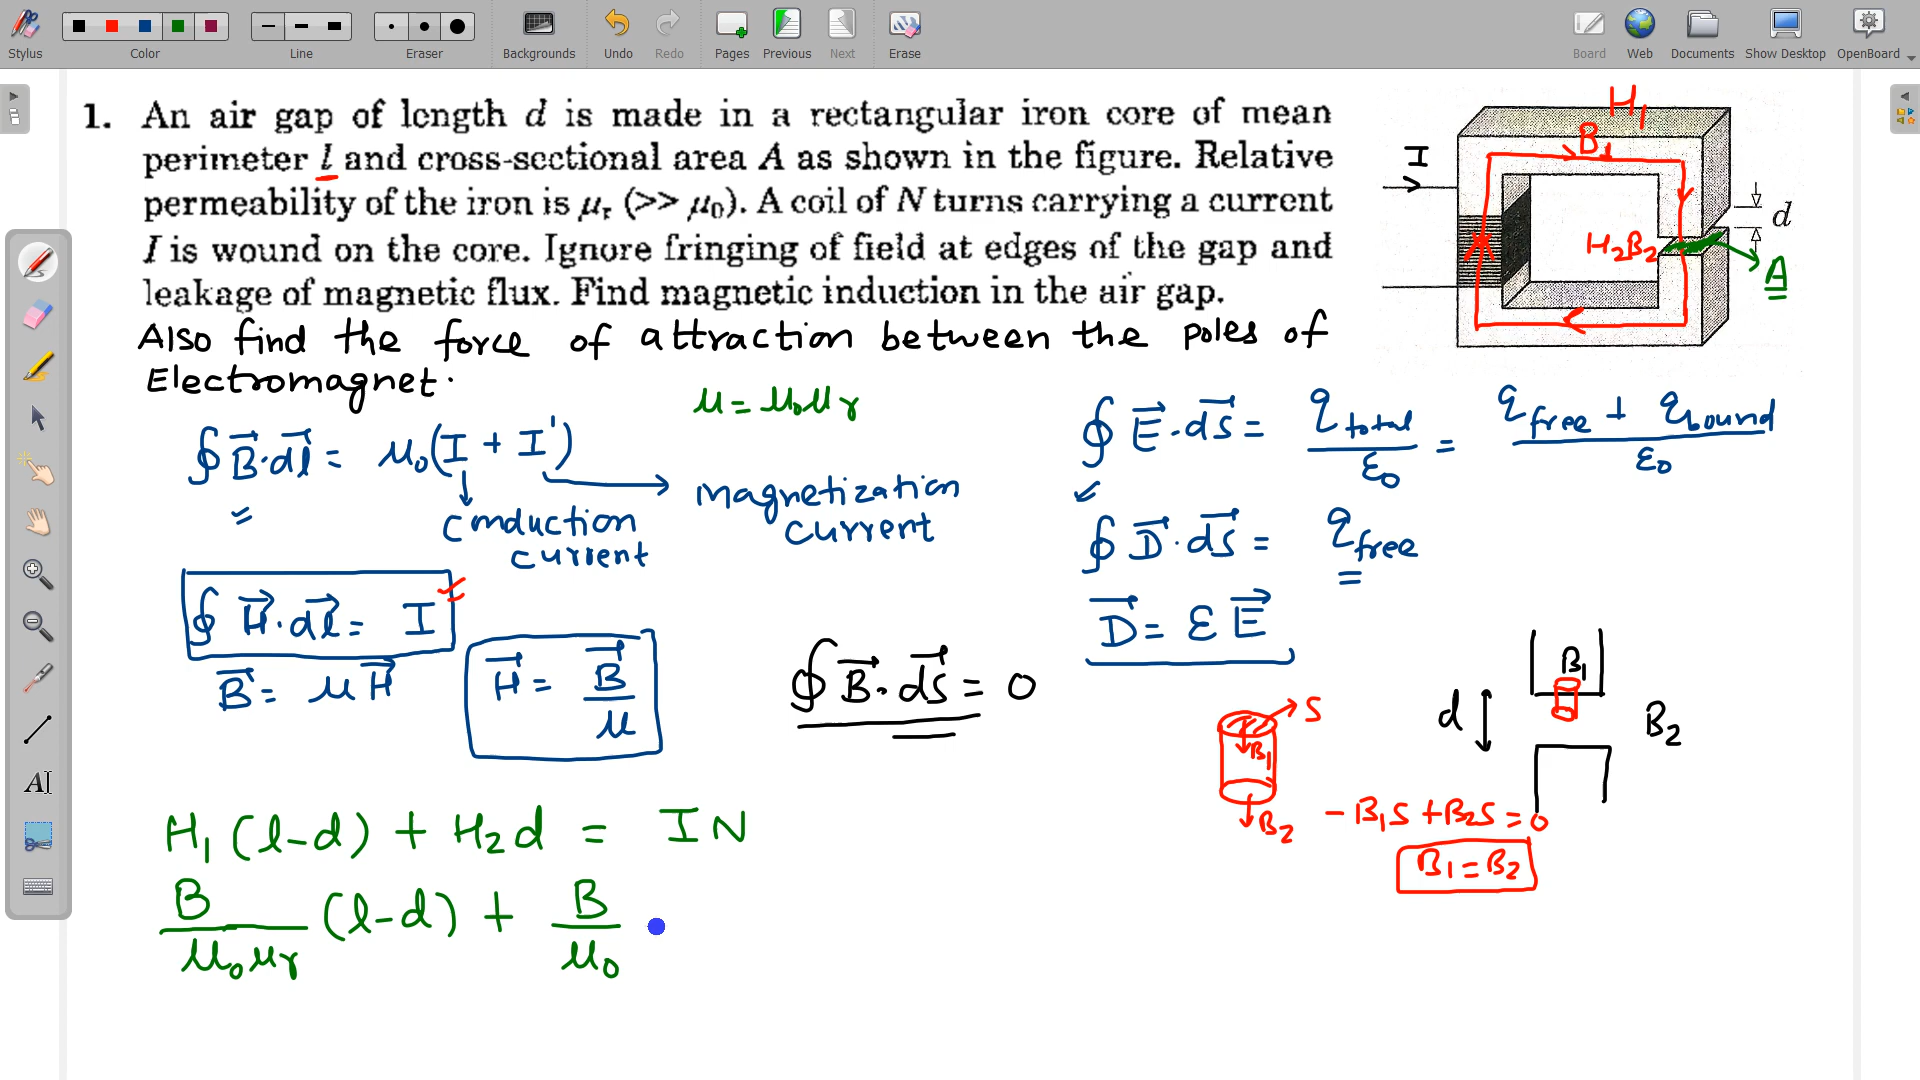 Stylus Color Line Eraser Backgrounds Undo Redo Pages Previous Next Erase Board Web Documents Show Desktop OpenBoard
1. An air gap of length d is made in a rectangular iron core of mean
perimeter l and cross-sectional area A as shown in the figure. Relative
permeability of the iron is μr (>> μ0). A coil of N turns carrying a current
I is wound on the core. Ignore fringing of field at edges of the gap and
leakage of magnetic flux. Find magnetic induction in the air gap.
Also find the force of attraction between the poles of
Electromagnet.
H1
B1
I
d
H2B2
A
μ = μ0μr
∮ B⃗·dl⃗ = μ0(I + I')
conduction current
magnetization current
∮ H⃗·dl⃗ = I
B⃗ = μH⃗
H⃗ = B⃗/μ
∮ B⃗·ds⃗ = 0
∮ E⃗·ds⃗ = q total/ε0 = q free + q bound/ε0
∮ D⃗·ds⃗ = q free
D⃗ = εE⃗
S
B1
B2
d
B1
B2
-B1S + B2S = 0
B1 = B2
H1(l-d) + H2d = IN
B/μ0μr (l-d) + B/μ0
AI